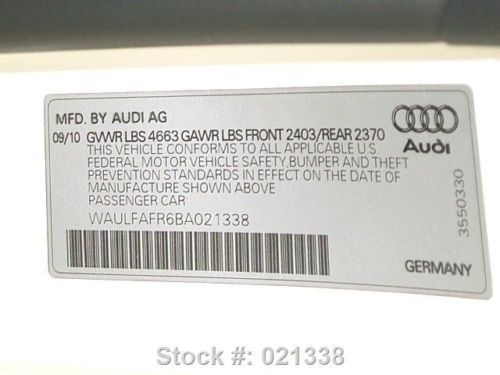 MFD. BY AUDI AG
09/10 GVWR LBS 4663 GAWR LBS FRONT 2403/REAR 2370
THIS VEHICLE CONFORMS TO ALL APPLICABLE U.S.
FEDERAL MOTOR VEHICLE SAFETY,BUMPER AND THEFT
PREVENTION STANDARDS IN EFFECT ON THE DATE OF
MANUFACTURE SHOWN ABOVE
PASSENGER CAR
WAULFAFR6BA021338
Audi
3550330
GERMANY
Stock #: 021338